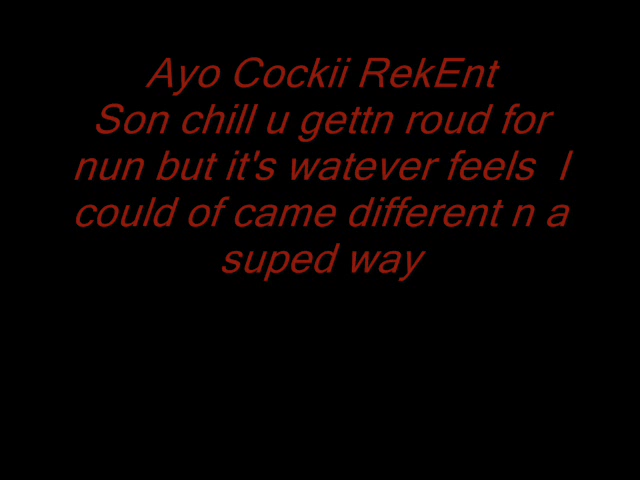 Ayo Cockii RekEnt
Son chill u gettn roud for
nun but it's watever feels  I
could of came different n a
suped way